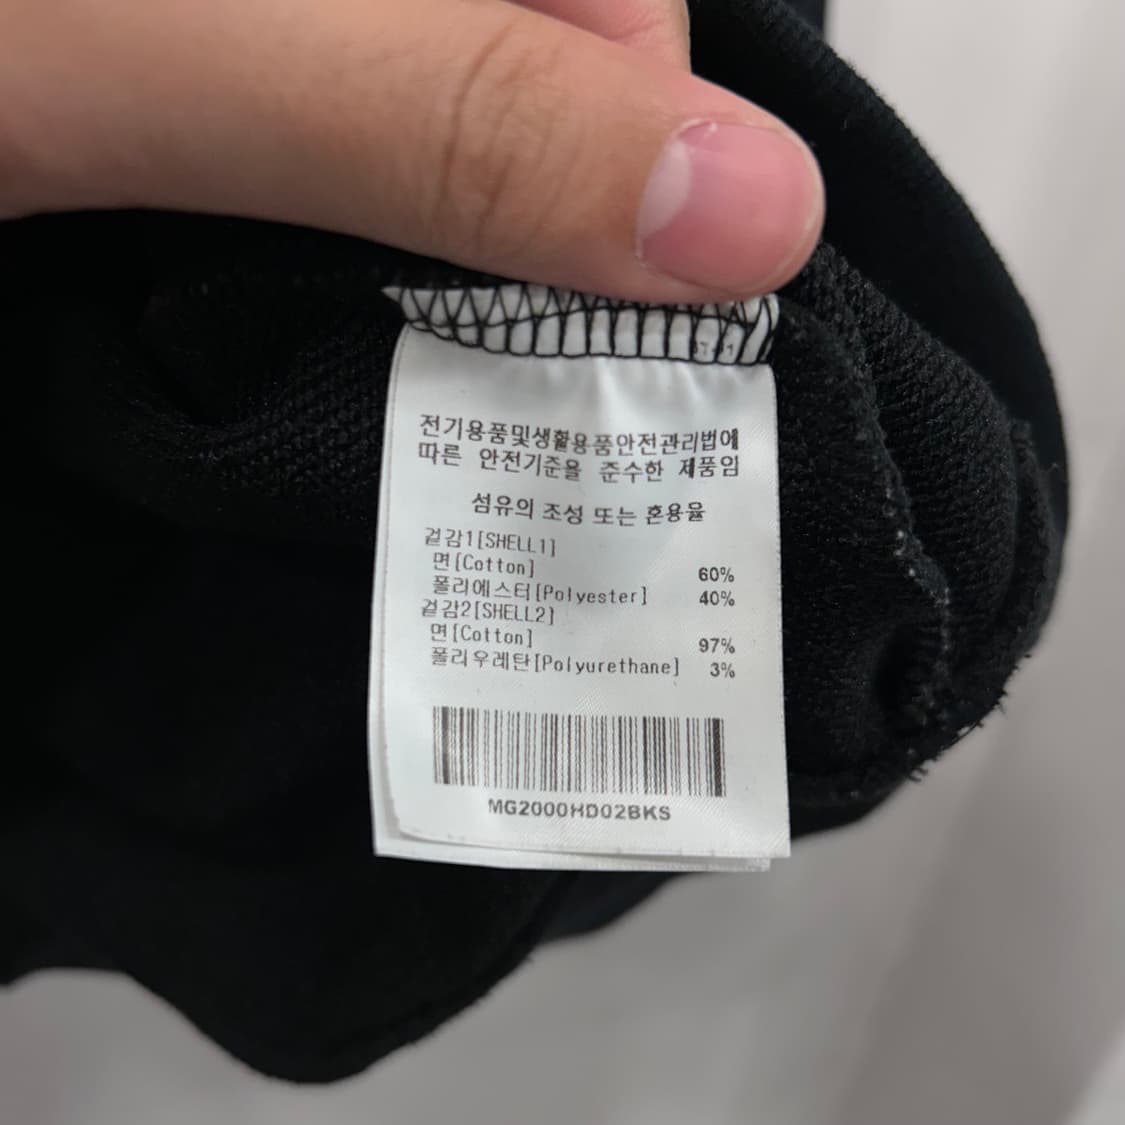 전기용품및생활용품안전관리법에
따른 안전기준을 준수한 제품임
섬유의 조성 또는 혼용율
겉감1[SHELL1]
면[Cotton] 60%
폴리에스터[Polyester] 40%
겉감2[SHELL2]
면[Cotton] 97%
폴리우레탄[Polyurethane] 3%
MG2000HD02BKS